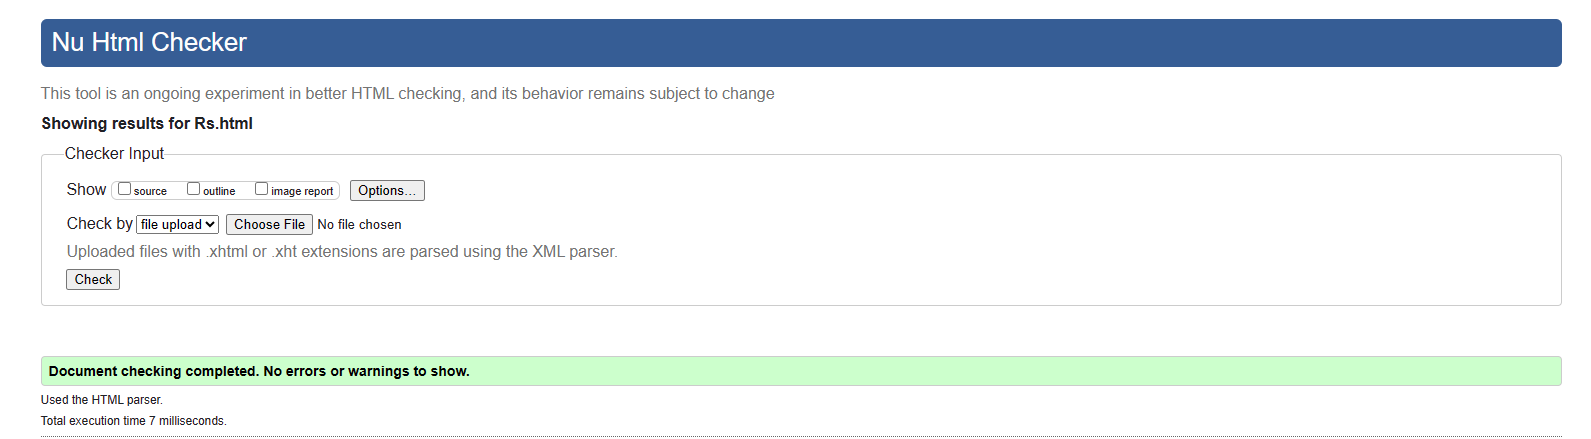 Nu Html Checker
This tool is an ongoing experiment in better HTML checking, and its behavior remains subject to change
Showing results for Rs.html
Checker Input
Show source outline image report Options...
Check by file upload Choose File No file chosen
Uploaded files with .xhtml or .xht extensions are parsed using the XML parser.
Check
Document checking completed. No errors or warnings to show.
Used the HTML parser.
Total execution time 7 milliseconds.